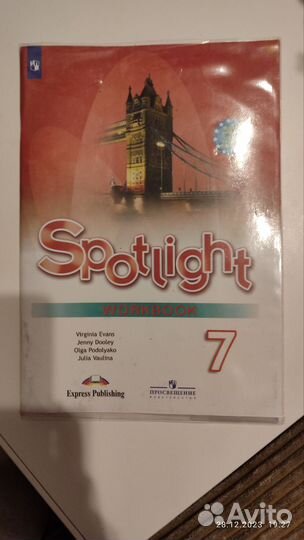 Spotlight
WORKBOOK
Virginia Evans
Jenny Dooley
Olga Podolyako
Julia Vaulina
7
Express Publishing
ПРОСВЕЩЕНИЕ
ИЗДАТЕЛЬСТВО
28.12.2023 19:27
Avito